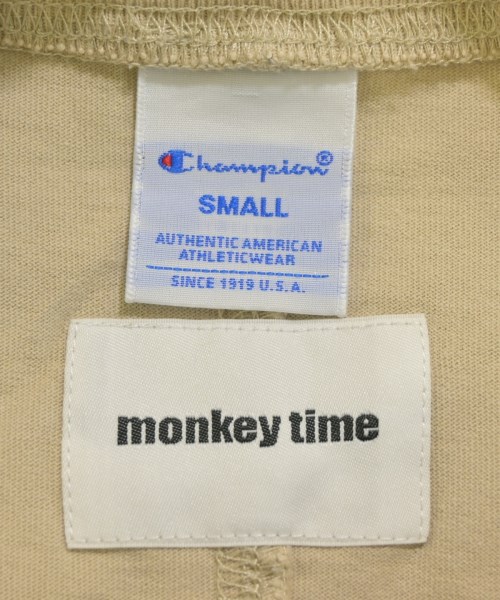 Champion®
SMALL
AUTHENTIC AMERICAN
ATHLETICWEAR
SINCE 1919 U.S.A.
monkey time